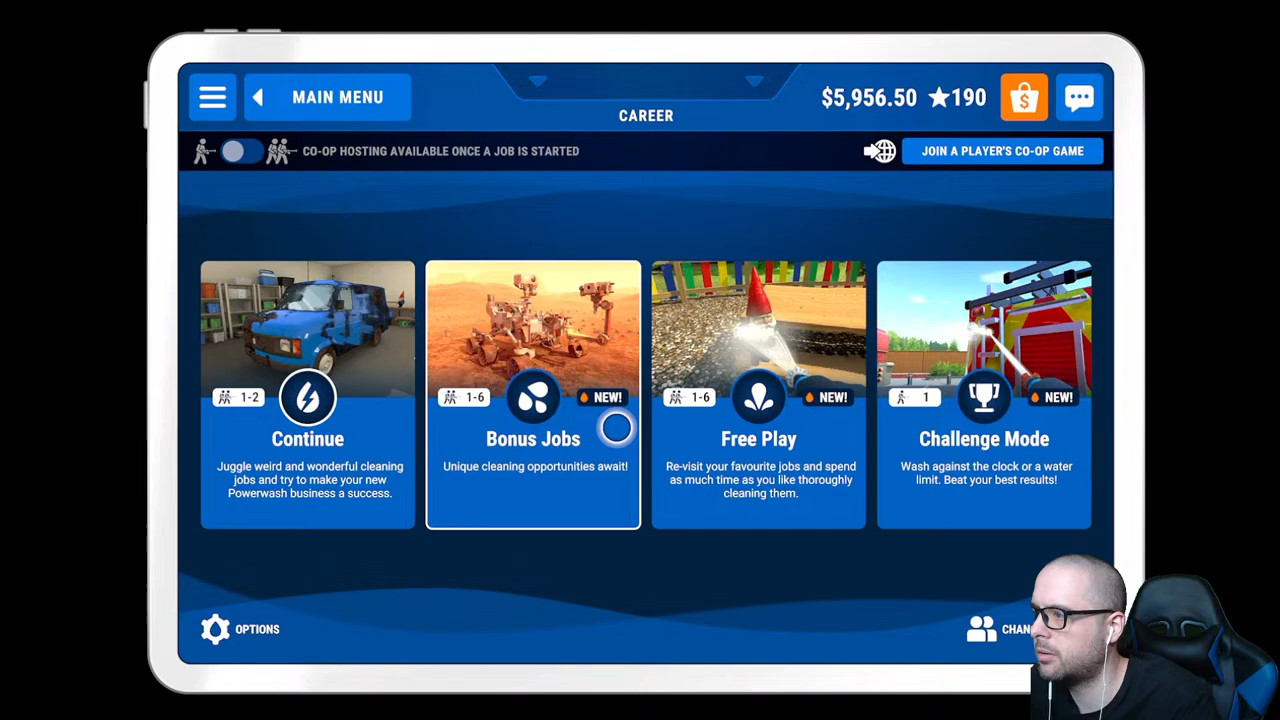 MAIN MENU
CAREER
$5,956.50 ★190
CO-OP HOSTING AVAILABLE ONCE A JOB IS STARTED
JOIN A PLAYER'S CO-OP GAME
1-2
Continue
Juggle weird and wonderful cleaning
jobs and try to make your new
Powerwash business a success.
1-6
NEW!
Bonus Jobs
Unique cleaning opportunities await!
1-6
NEW!
Free Play
Re-visit your favourite jobs and spend
as much time as you like thoroughly
cleaning them.
1
NEW!
Challenge Mode
Wash against the clock or a water
limit. Beat your best results!
OPTIONS